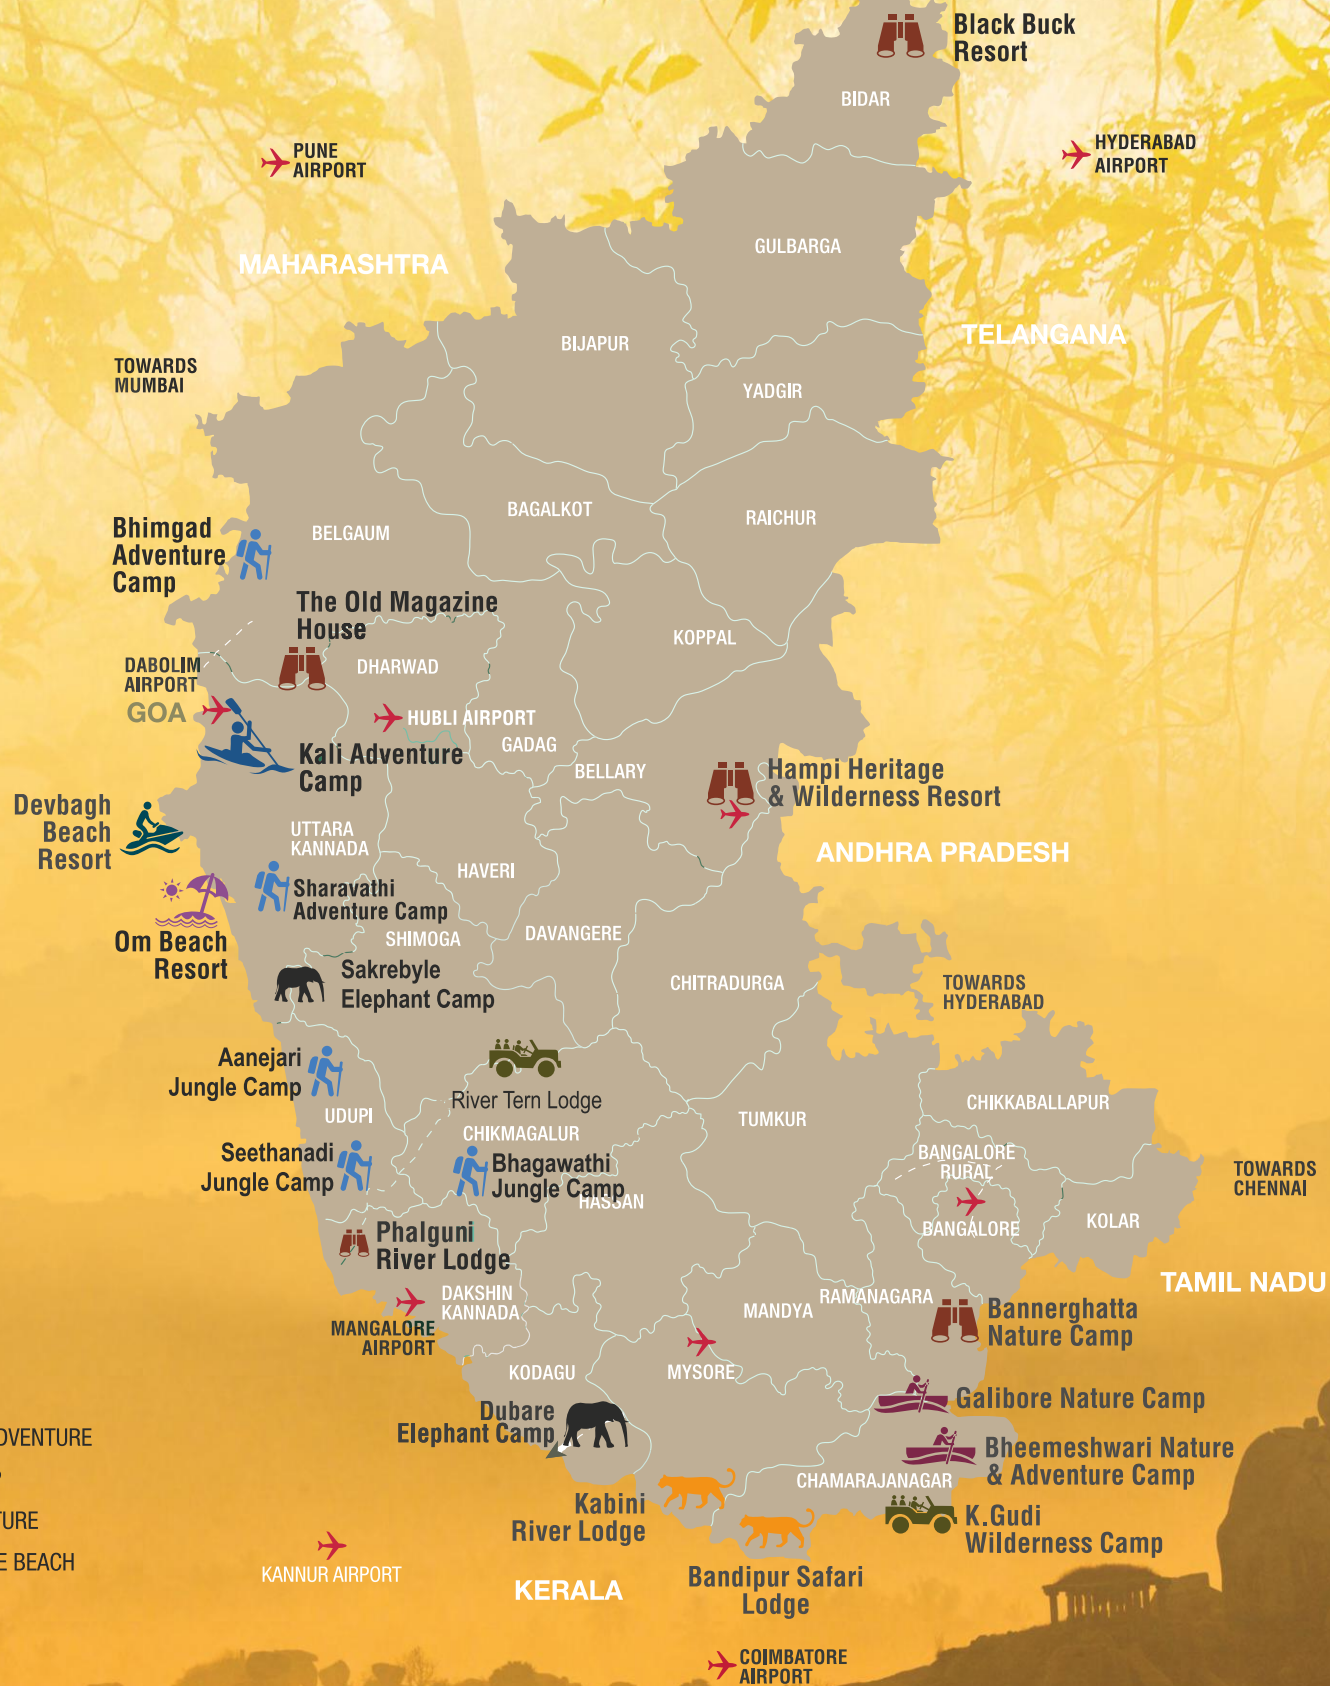 Black Buck
Resort
BIDAR
PUNE
AIRPORT
HYDERABAD
AIRPORT
GULBARGA
MAHARASHTRA
TELANGANA
BIJAPUR
TOWARDS
MUMBAI
YADGIR
BAGALKOT
RAICHUR
Bhimgad
Adventure
Camp
BELGAUM
The Old Magazine
House
KOPPAL
DHARWAD
DABOLIM
AIRPORT
GOA
HUBLI AIRPORT
GADAG
Kali Adventure
Camp
BELLARY
Hampi Heritage
& Wilderness Resort
Devbagh
Beach
Resort
UTTARA
KANNADA
ANDHRA PRADESH
HAVERI
Sharavathi
Adventure Camp
Om Beach
Resort
SHIMOGA
DAVANGERE
Sakrebyle
Elephant Camp
CHITRADURGA
TOWARDS
HYDERABAD
Aanejari
Jungle Camp
River Tern Lodge
CHIKKABALLAPUR
UDUPI
TUMKUR
CHIKMAGALUR
Seethanadi
Jungle Camp
Bhagawathi
Jungle Camp
HASSAN
BANGALORE
RURAL
TOWARDS
CHENNAI
BANGALORE
KOLAR
Phalguni
River Lodge
TAMIL NADU
DAKSHIN
KANNADA
RAMANAGARA
MANDYA
Bannerghatta
Nature Camp
MANGALORE
AIRPORT
KODAGU
MYSORE
Galibore Nature Camp
Dubare
Elephant Camp
DVENTURE
Bheemeshwari Nature
& Adventure Camp
CHAMARAJANAGAR
Kabini
River Lodge
K.Gudi
Wilderness Camp
TURE
E BEACH
KANNUR AIRPORT
KERALA
Bandipur Safari
Lodge
COIMBATORE
AIRPORT